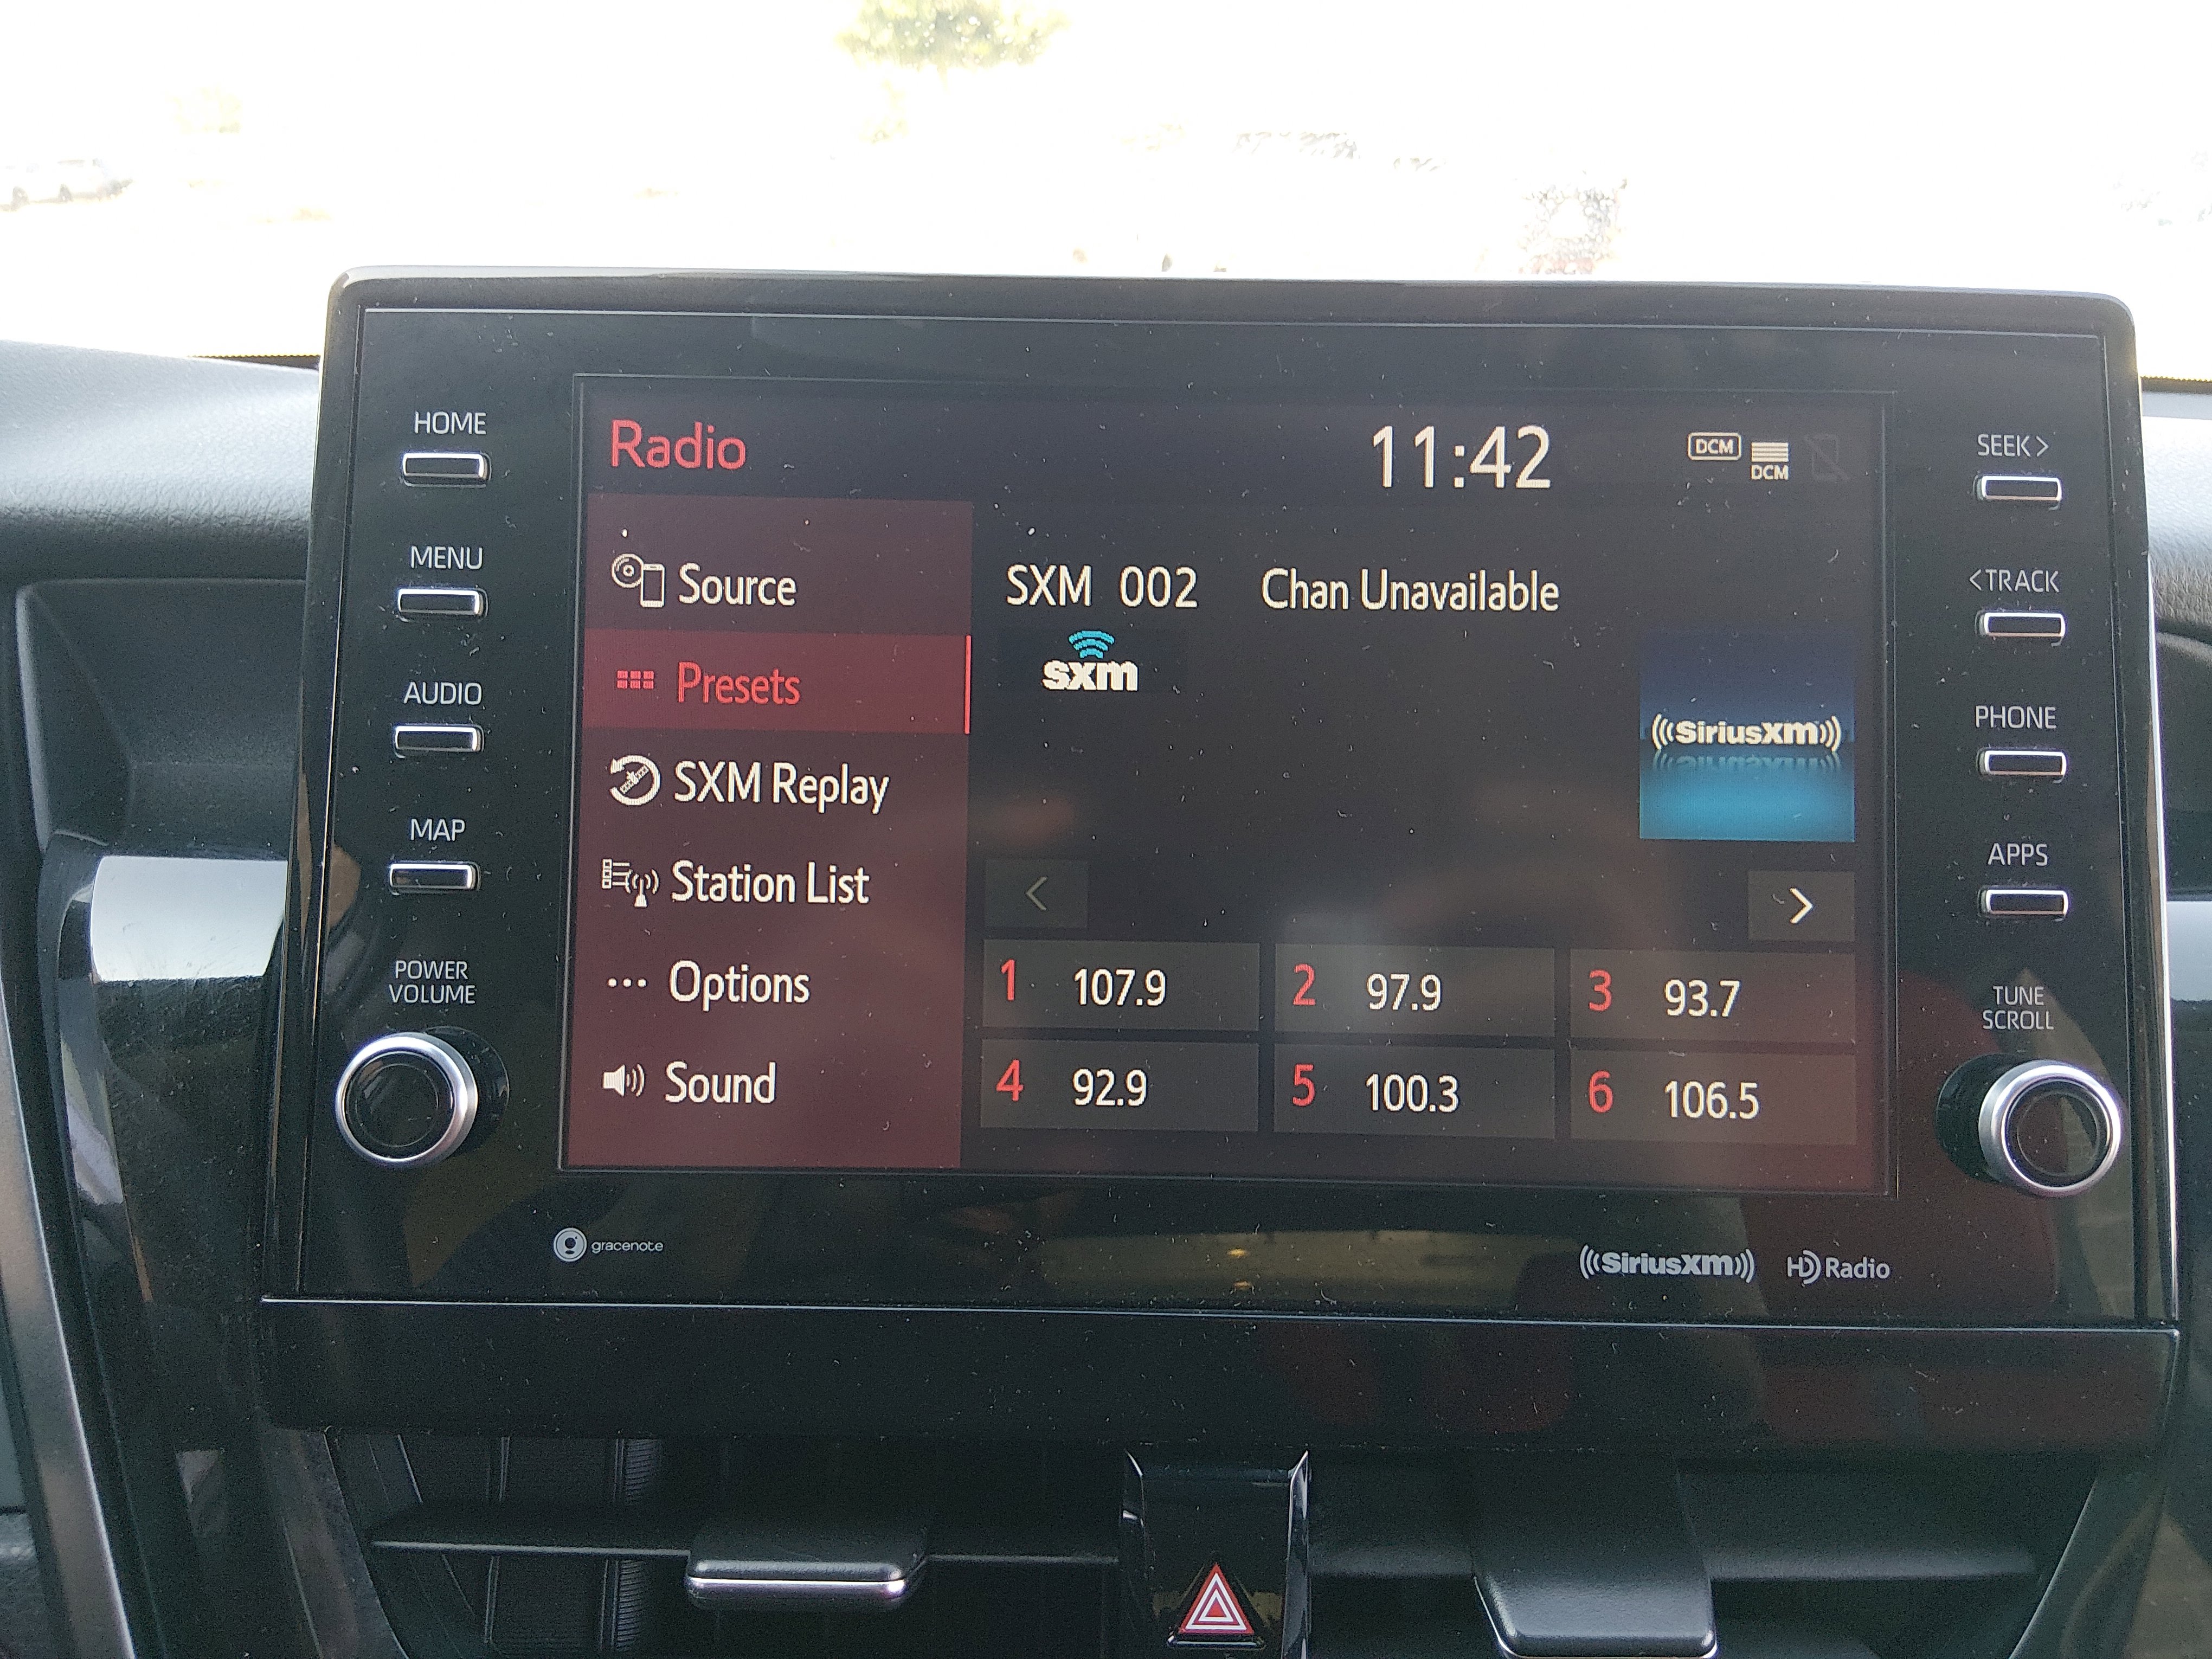 HOME
MENU
AUDIO
MAP
POWER
VOLUME
Radio
11:42
DCM
DCM
Source
Presets
SXM Replay
Station List
... Options
Sound
SXM 002 Chan Unavailable
sxm
((SiriusXM))
<
>
1 107.9
2 97.9
3 93.7
4 92.9
5 100.3
6 106.5
SEEK>
<TRACK
PHONE
APPS
TUNE
SCROLL
gracenote
((SiriusXM))
HD Radio